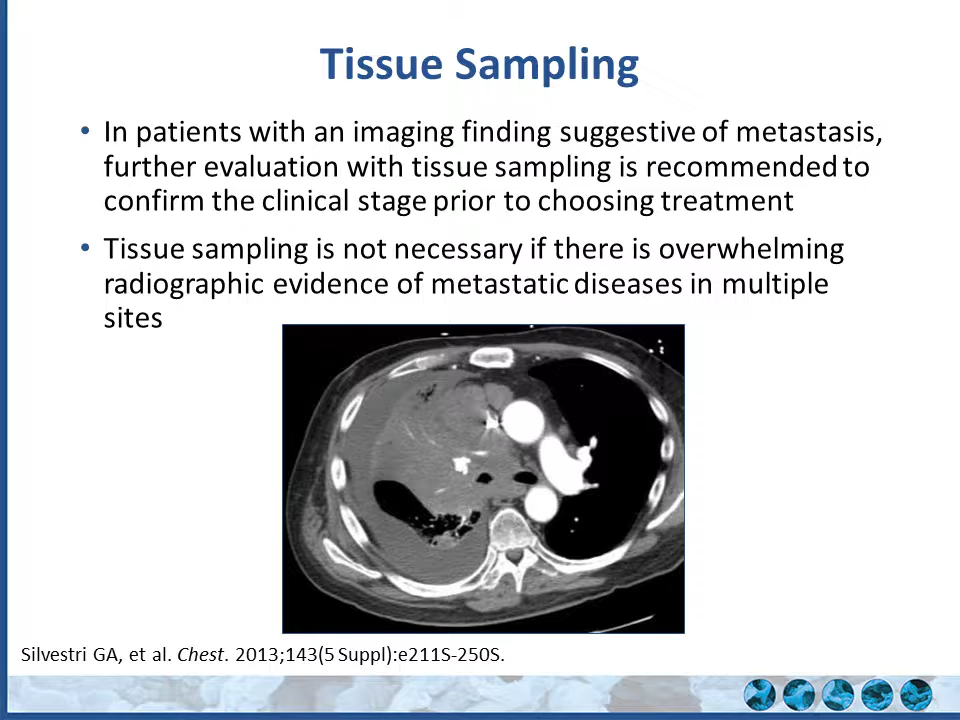 Tissue Sampling
• In patients with an imaging finding suggestive of metastasis,
further evaluation with tissue sampling is recommended to
confirm the clinical stage prior to choosing treatment
• Tissue sampling is not necessary if there is overwhelming
radiographic evidence of metastatic diseases in multiple
sites
Silvestri GA, et al. Chest. 2013;143(5 Suppl):e211S-250S.